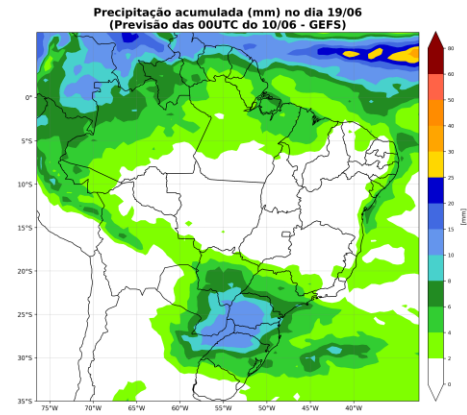 Precipitação acumulada (mm) no dia 19/06
(Previsão das 00UTC do 10/06 - GEFS)
80
60
50
40
30
25
20
15
10
8
6
4
2
0
[mm]
0°
5°S
10°S
15°S
20°S
25°S
30°S
35°S
75°W 70°W 65°W 60°W 55°W 50°W 45°W 40°W